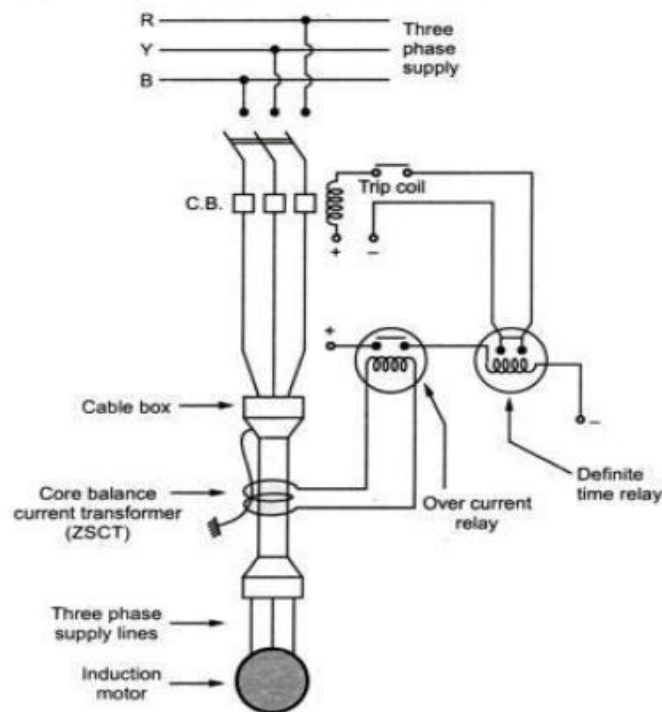 R
Y
B
Three
phase
supply
Trip coil
C.B.
+
−
+
Cable box
−
Definite
time relay
Over current
relay
Core balance
current transformer
(ZSCT)
Three phase
supply lines
Induction
motor